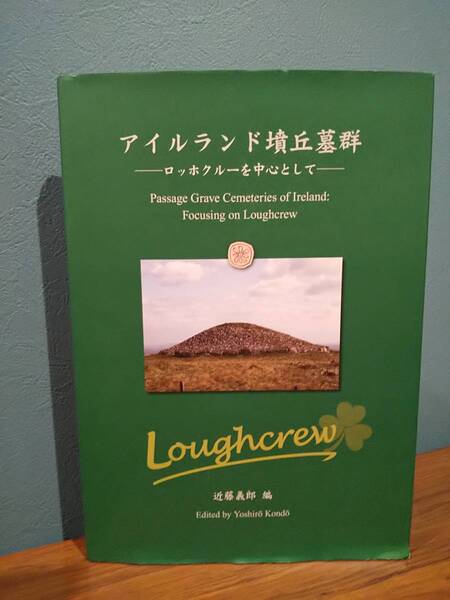 アイルランド墳丘墓群
――ロッホクルーを中心として――
Passage Grave Cemeteries of Ireland:
Focusing on Loughcrew
Loughcrew
近藤義郎 編
Edited by Yoshirō Kondō